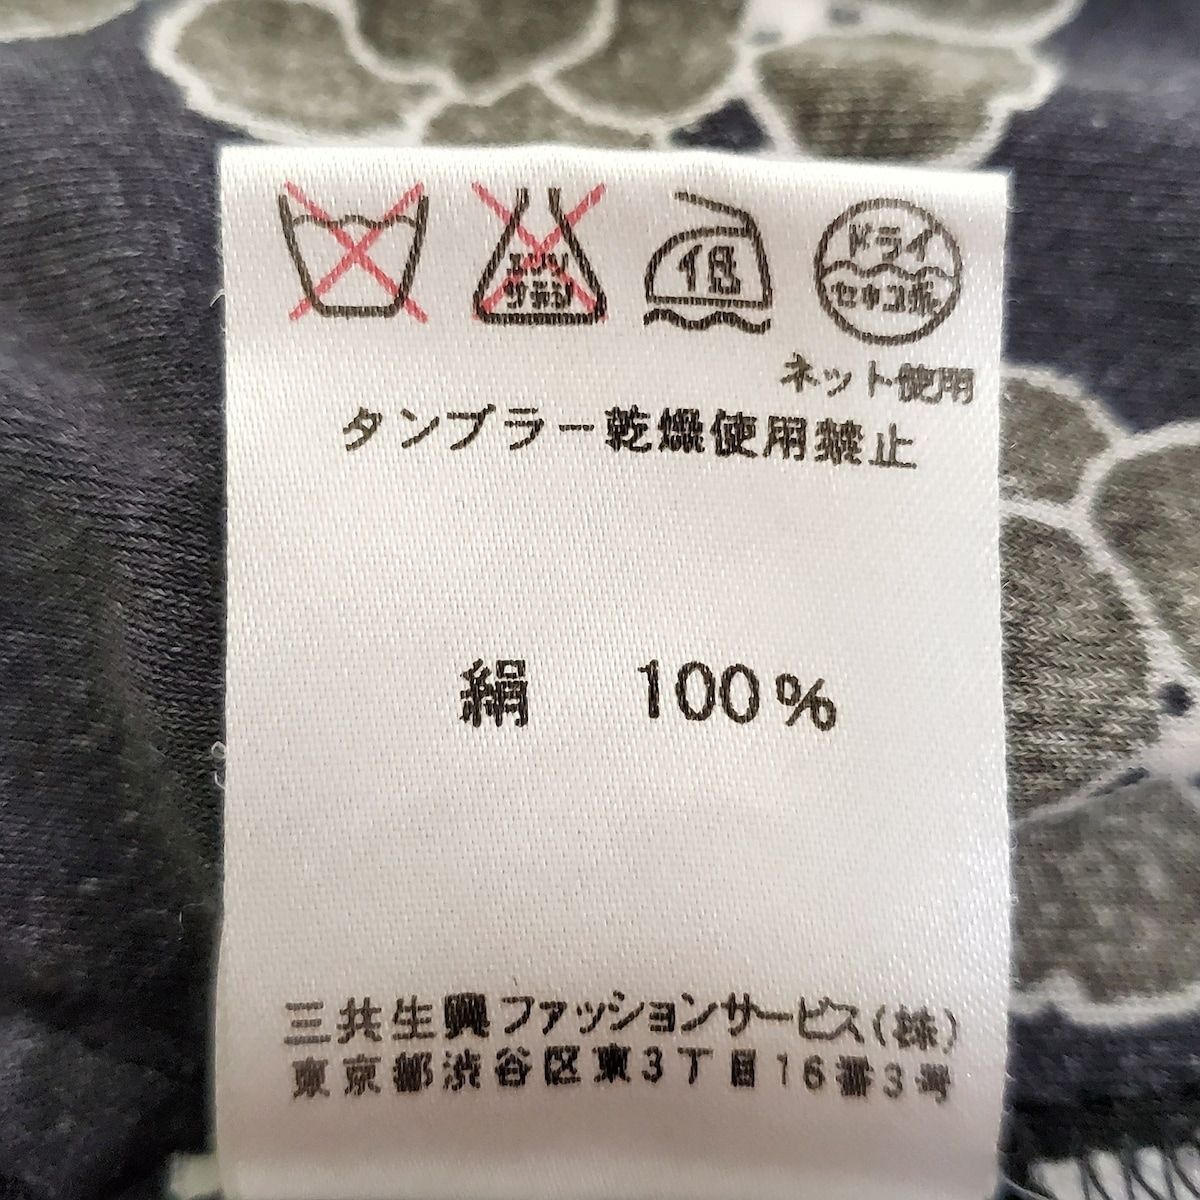 エンソ
サラシ
低
ドライ
セキユ系
ネット使用
タンブラー乾燥使用禁止
絹 100%
三共生興ファッションサービス(株)
東京都渋谷区東3丁目16番3号